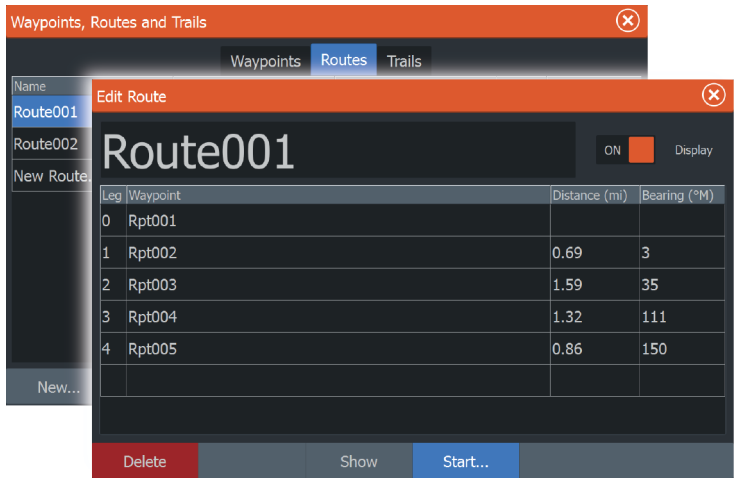 Waypoints, Routes and Trails
Waypoints Routes Trails
Name
Route001
Route002
New Route.
New...
Edit Route
Route001
ON Display
Leg Waypoint Distance (mi) Bearing (°M)
0 Rpt001
1 Rpt002 0.69 3
2 Rpt003 1.59 35
3 Rpt004 1.32 111
4 Rpt005 0.86 150
Delete Show Start...